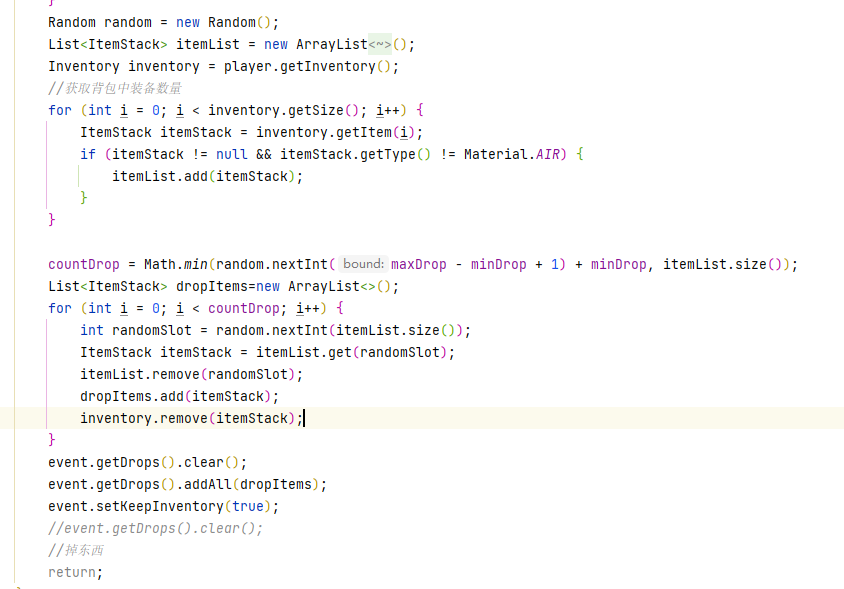 }
Random random = new Random();
List<ItemStack> itemList = new ArrayList<~>();
Inventory inventory = player.getInventory();
//获取背包中装备数量
for (int i = 0; i < inventory.getSize(); i++) {
ItemStack itemStack = inventory.getItem(i);
if (itemStack != null && itemStack.getType() != Material.AIR) {
itemList.add(itemStack);
}
}
countDrop = Math.min(random.nextInt( bound: maxDrop - minDrop + 1) + minDrop, itemList.size());
List<ItemStack> dropItems=new ArrayList<>();
for (int i = 0; i < countDrop; i++) {
int randomSlot = random.nextInt(itemList.size());
ItemStack itemStack = itemList.get(randomSlot);
itemList.remove(randomSlot);
dropItems.add(itemStack);
inventory.remove(itemStack);
}
event.getDrops().clear();
event.getDrops().addAll(dropItems);
event.setKeepInventory(true);
//event.getDrops().clear();
//掉东西
return;